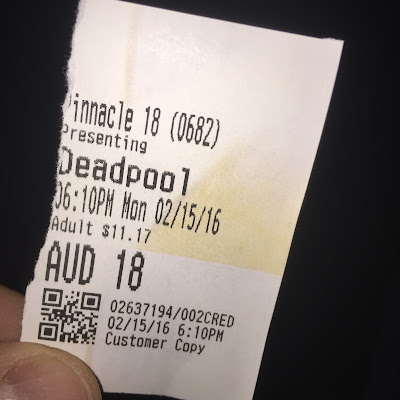 innacle 18 (0682)
Presenting
Deadpool
06:10PM Mon 02/15/16
Adult $11.17
AUD 18
02637194/002CRED
02/15/16 6:10PM
Customer Copy